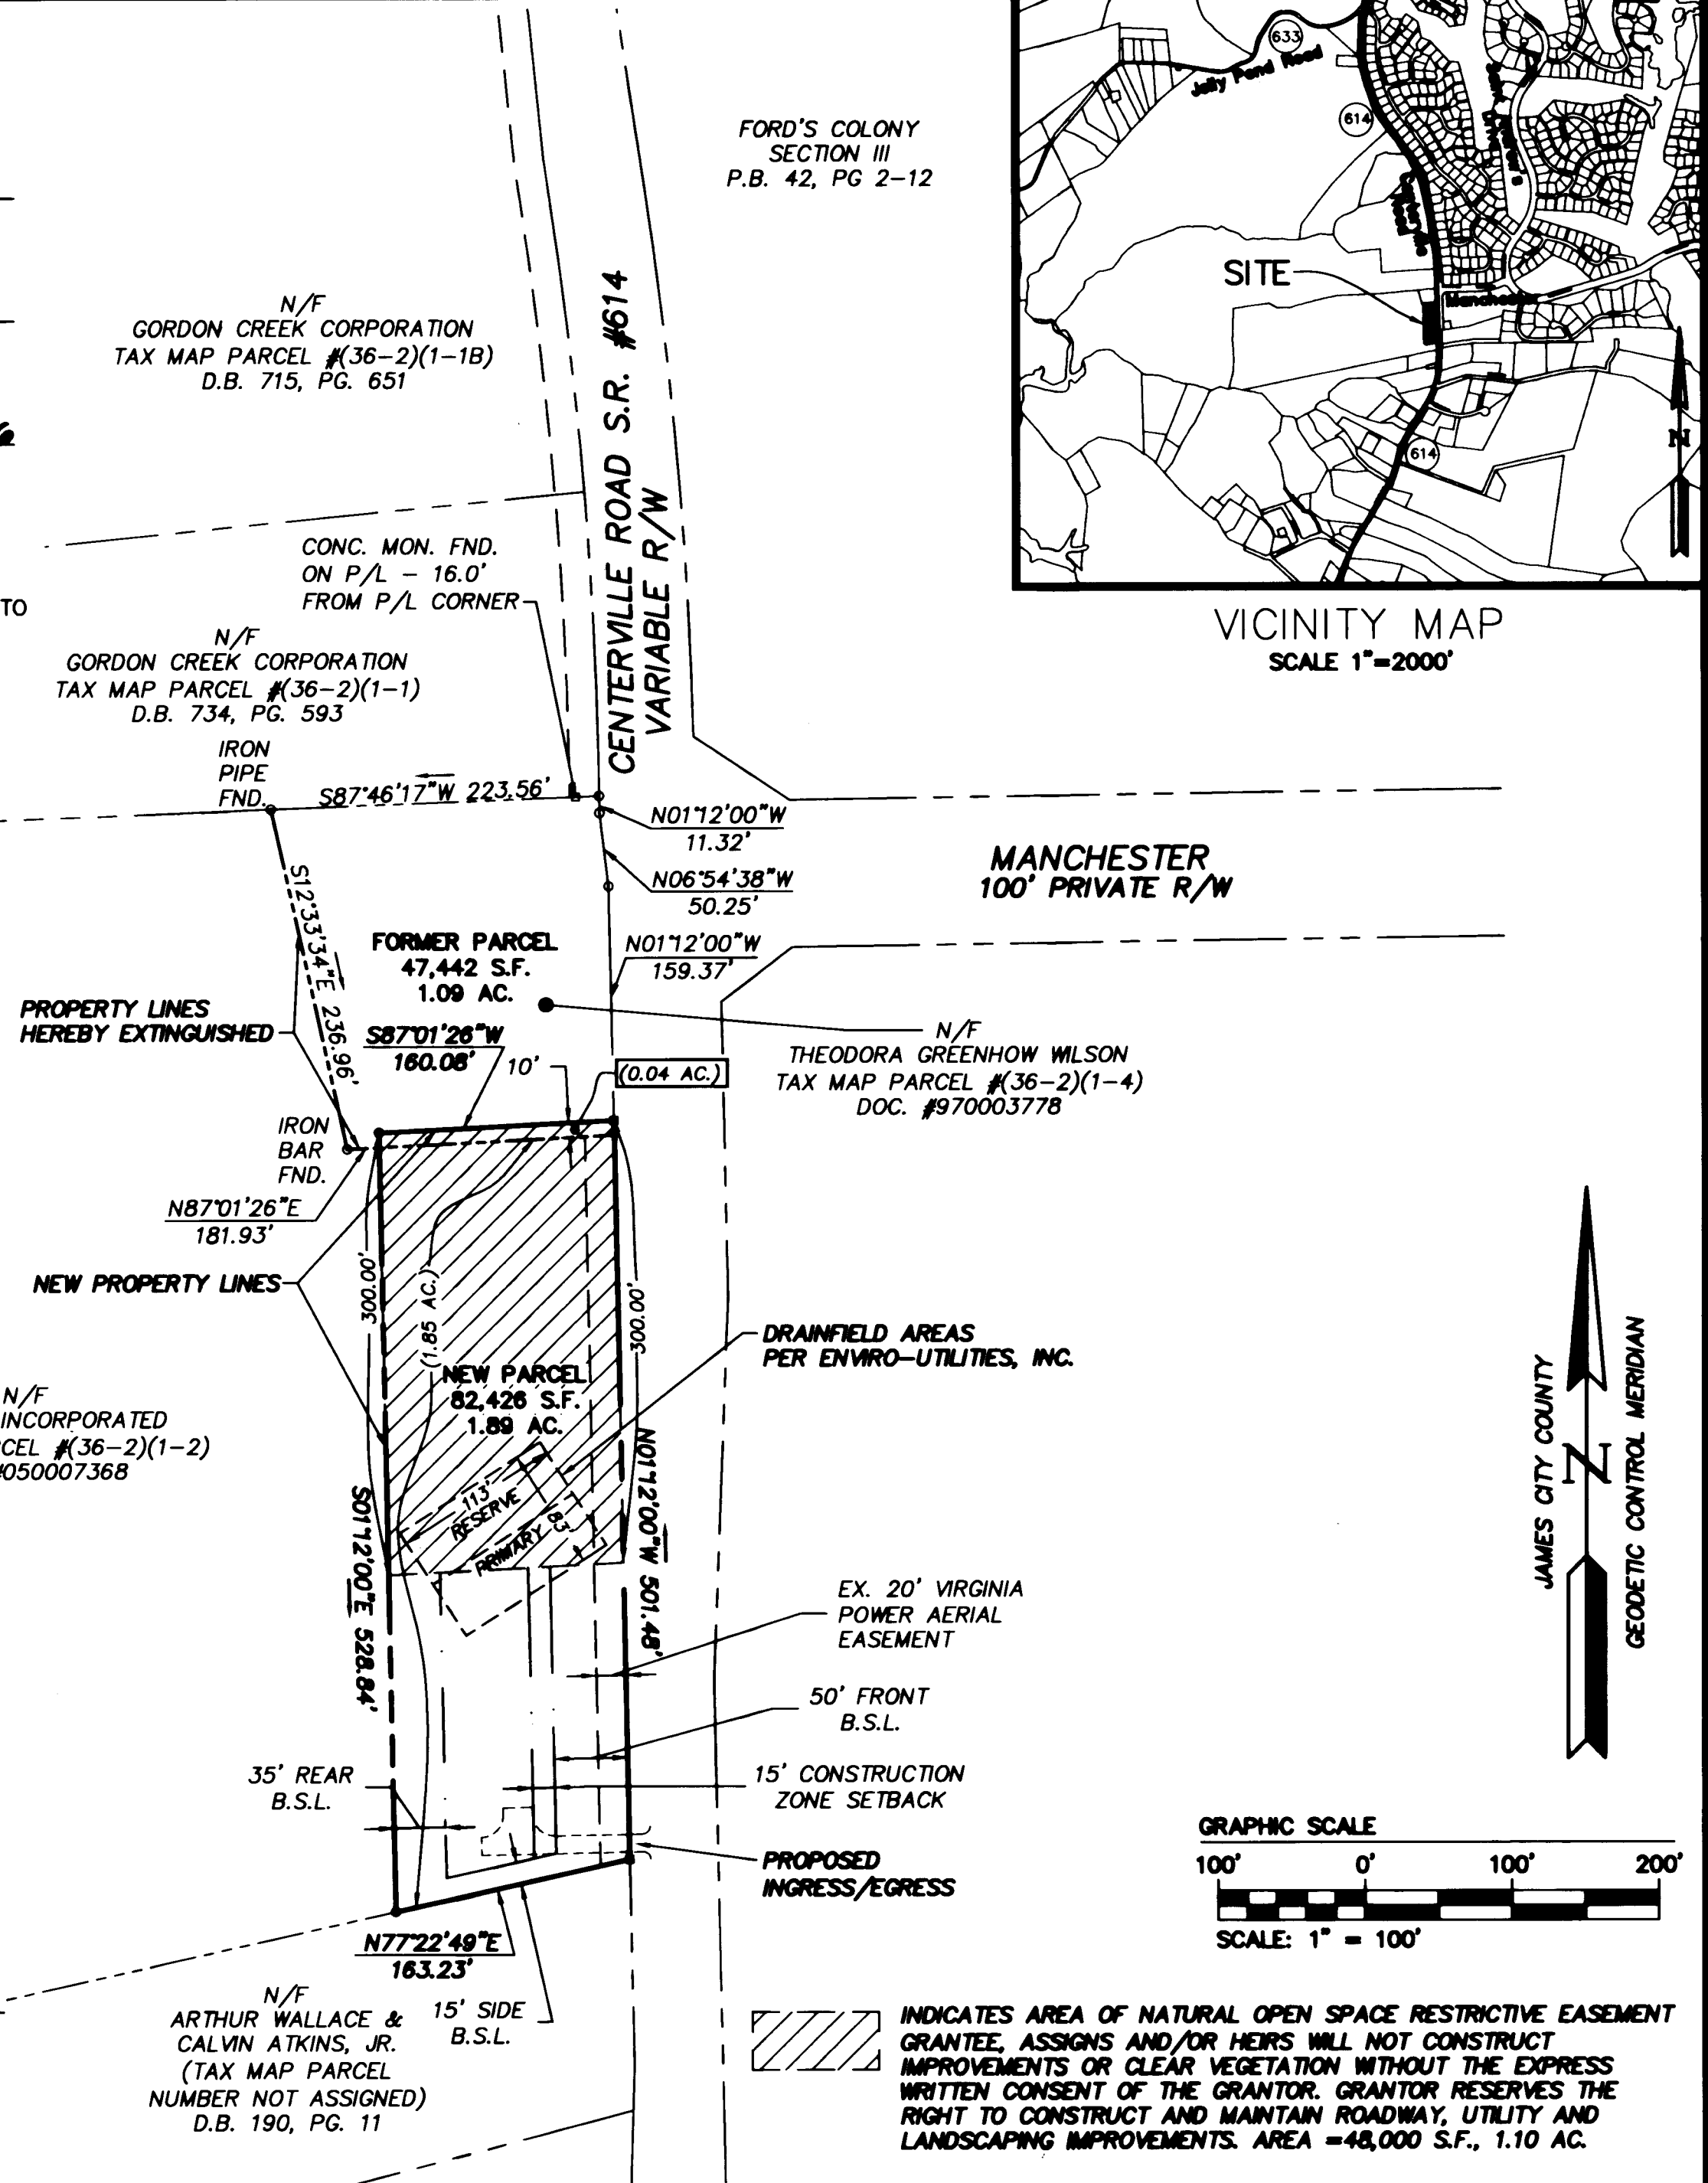 633
Jolly Pond Road
614
SITE
Manchester
614
N
VICINITY MAP
SCALE 1"=2000'
FORD'S COLONY
SECTION III
P.B. 42, PG 2-12
N/F
GORDON CREEK CORPORATION
TAX MAP PARCEL #(36-2)(1-1B)
D.B. 715, PG. 651
CENTERVILLE ROAD S.R. #614
VARIABLE R/W
CONC. MON. FND.
ON P/L - 16.0'
FROM P/L CORNER
TO
N/F
GORDON CREEK CORPORATION
TAX MAP PARCEL #(36-2)(1-1)
D.B. 734, PG. 593
IRON
PIPE
FND.
S87°46'17"W 223.56'
N01°12'00"W
11.32'
N06°54'38"W
50.25'
MANCHESTER
100' PRIVATE R/W
S12°33'34"E 236.96'
FORMER PARCEL
47,442 S.F.
1.09 AC.
N01°12'00"W
159.37'
PROPERTY LINES
HEREBY EXTINGUISHED
S87°01'26"W
160.08'
10'
(0.04 AC.)
N/F
THEODORA GREENHOW WILSON
TAX MAP PARCEL #(36-2)(1-4)
DOC. #970003778
IRON
BAR
FND.
N87°01'26"E
181.93'
NEW PROPERTY LINES
300.00'
(1.85 AC.)
300.00'
DRAINFIELD AREAS
PER ENVIRO-UTILITIES, INC.
NEW PARCEL
82,426 S.F.
1.89 AC.
N/F
INCORPORATED
CEL #(36-2)(1-2)
#050007368
113'
RESERVE
PRIMARY
83'
S01°12'00"E 528.84'
N01°12'00"W 501.48'
EX. 20' VIRGINIA
POWER AERIAL
EASEMENT
50' FRONT
B.S.L.
35' REAR
B.S.L.
15' CONSTRUCTION
ZONE SETBACK
PROPOSED
INGRESS/EGRESS
N77°22'49"E
163.23'
N/F
ARTHUR WALLACE &
CALVIN ATKINS, JR.
(TAX MAP PARCEL
NUMBER NOT ASSIGNED)
D.B. 190, PG. 11
15' SIDE
B.S.L.
JAMES CITY COUNTY
N
GEODETIC CONTROL MERIDIAN
GRAPHIC SCALE
100' 0' 100' 200'
SCALE: 1" = 100'
INDICATES AREA OF NATURAL OPEN SPACE RESTRICTIVE EASEMENT
GRANTEE, ASSIGNS AND/OR HEIRS WILL NOT CONSTRUCT
IMPROVEMENTS OR CLEAR VEGETATION WITHOUT THE EXPRESS
WRITTEN CONSENT OF THE GRANTOR. GRANTOR RESERVES THE
RIGHT TO CONSTRUCT AND MAINTAIN ROADWAY, UTILITY AND
LANDSCAPING IMPROVEMENTS. AREA =48,000 S.F., 1.10 AC.